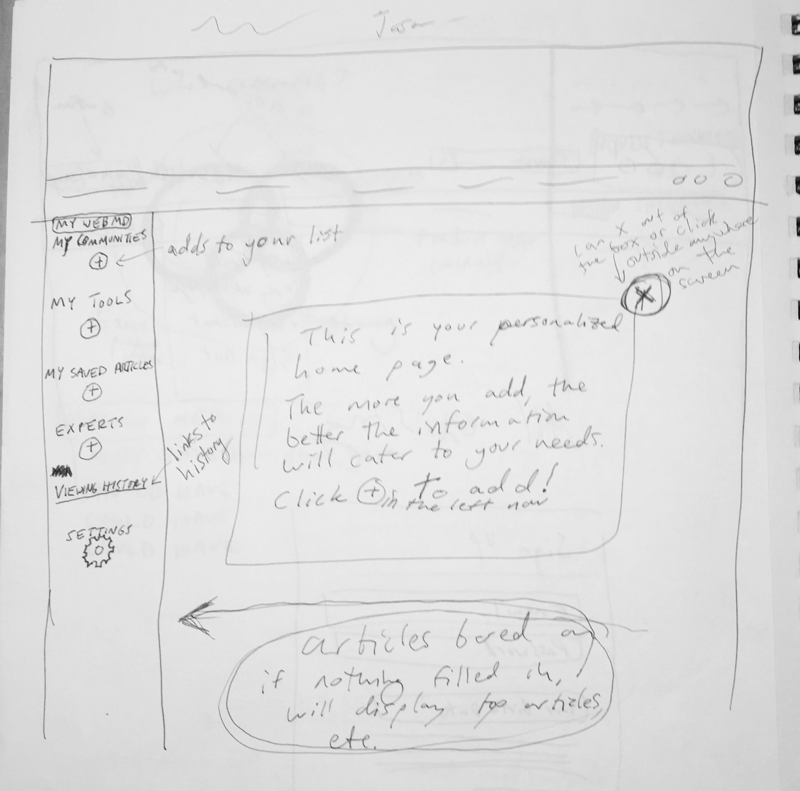 MY WEBMD
MY COMMUNITIES
adds to your list
MY TOOLS
MY SAVED ARTICLES
EXPERTS
links to
history
VIEWING HISTORY
SETTINGS
can X out of
the box or click
outside anywhere
on the
screen
X
This is your personalized
home page.
The more you add, the
better the information
will cater to your needs.
Click +s to add!
in the left nav
articles based on
if nothing filled in,
will display top articles,
etc.